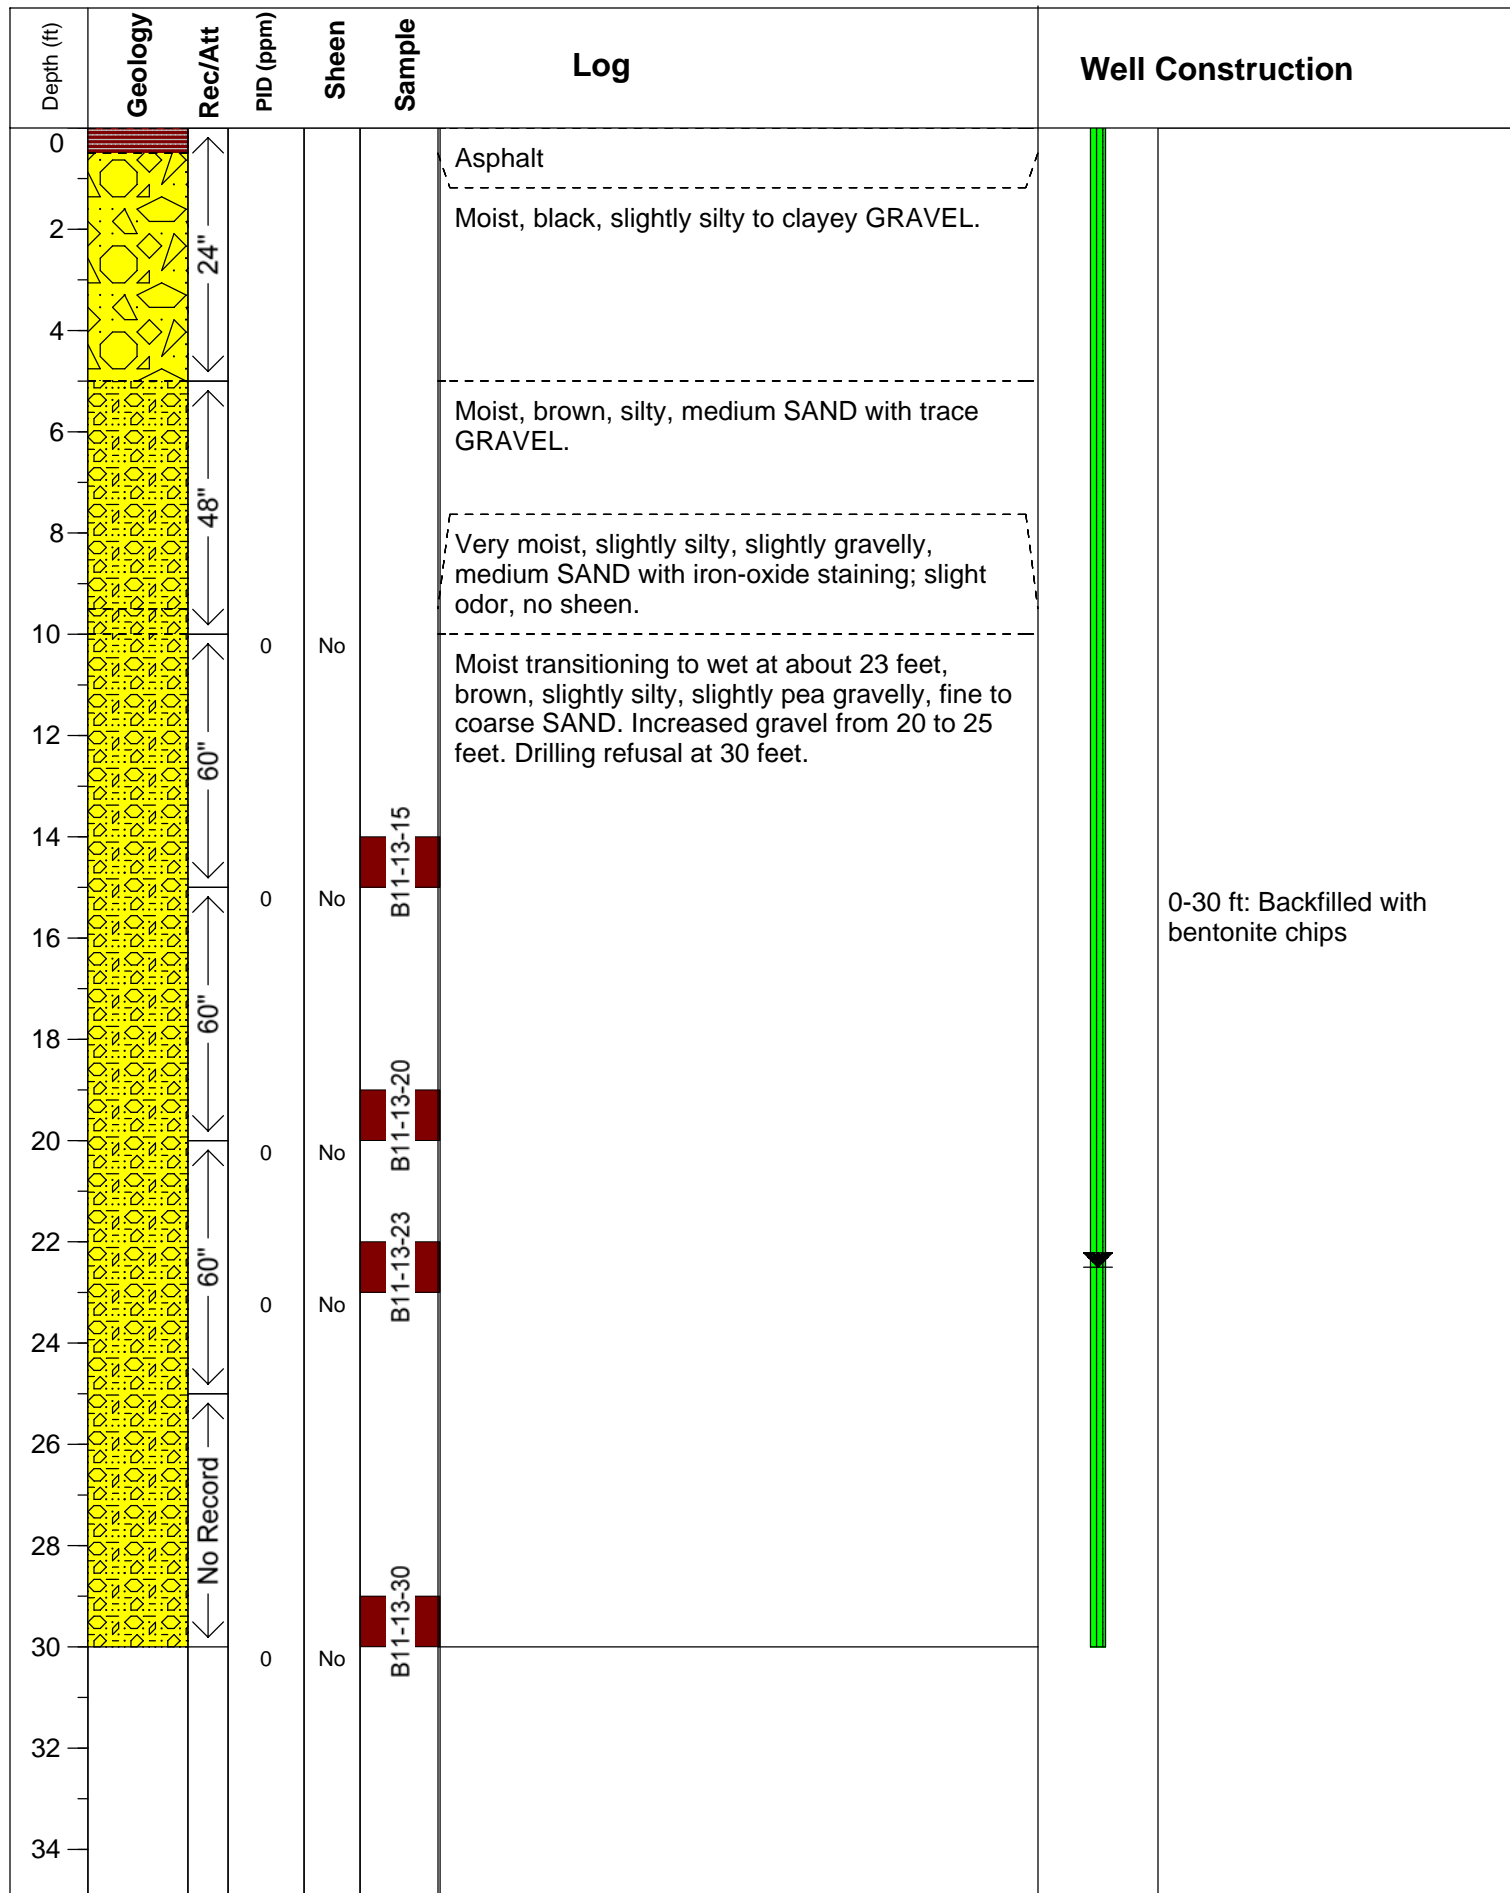 Depth (ft)
Geology
Rec/Att
PID (ppm)
Sheen
Sample
Log
Well Construction
0
Asphalt
Moist, black, slightly silty to clayey GRAVEL.
2
24"
4
Moist, brown, silty, medium SAND with trace
GRAVEL.
6
48"
8
Very moist, slightly silty, slightly gravelly,
medium SAND with iron-oxide staining; slight
odor, no sheen.
10
0 No
Moist transitioning to wet at about 23 feet,
brown, slightly silty, slightly pea gravelly, fine to
coarse SAND. Increased gravel from 20 to 25
feet. Drilling refusal at 30 feet.
12
60"
14
B11-13-15
0 No
0-30 ft: Backfilled with
bentonite chips
16
60"
18
B11-13-20
20
0 No
22
60"
B11-13-23
0 No
24
26
No Record
28
B11-13-30
30
0 No
32
34